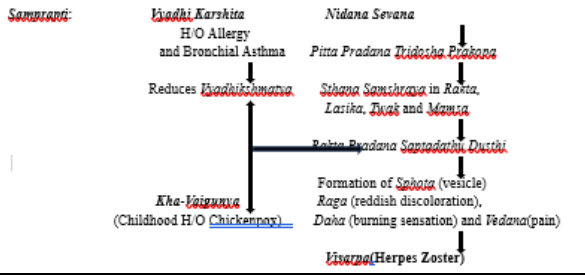 Samprapti:
Vyadhi Karshita
Nidana Sevana
H/O Allergy
and Bronchial Asthma
Pitta Pradana Tridosha Prakopa
Reduces Vyadhikshmatva
Sthana Samshraya in Rakta,
Lasika, Twak and Mamsa
Rakta Pradana Saptadathu Dusthi
Formation of Sphota (vesicle)
Kha-Vaigunya
Raga (reddish discoloration),
(Childhood H/O Chickenpox)
Daha (burning sensation) and Vedana(pain)
Visarpa(Herpes Zoster)